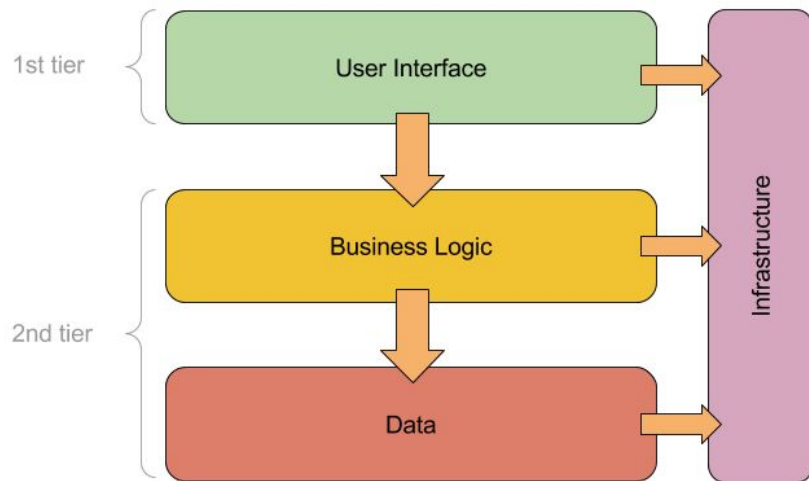 1st tier
User Interface
Business Logic
Infrastructure
2nd tier
Data